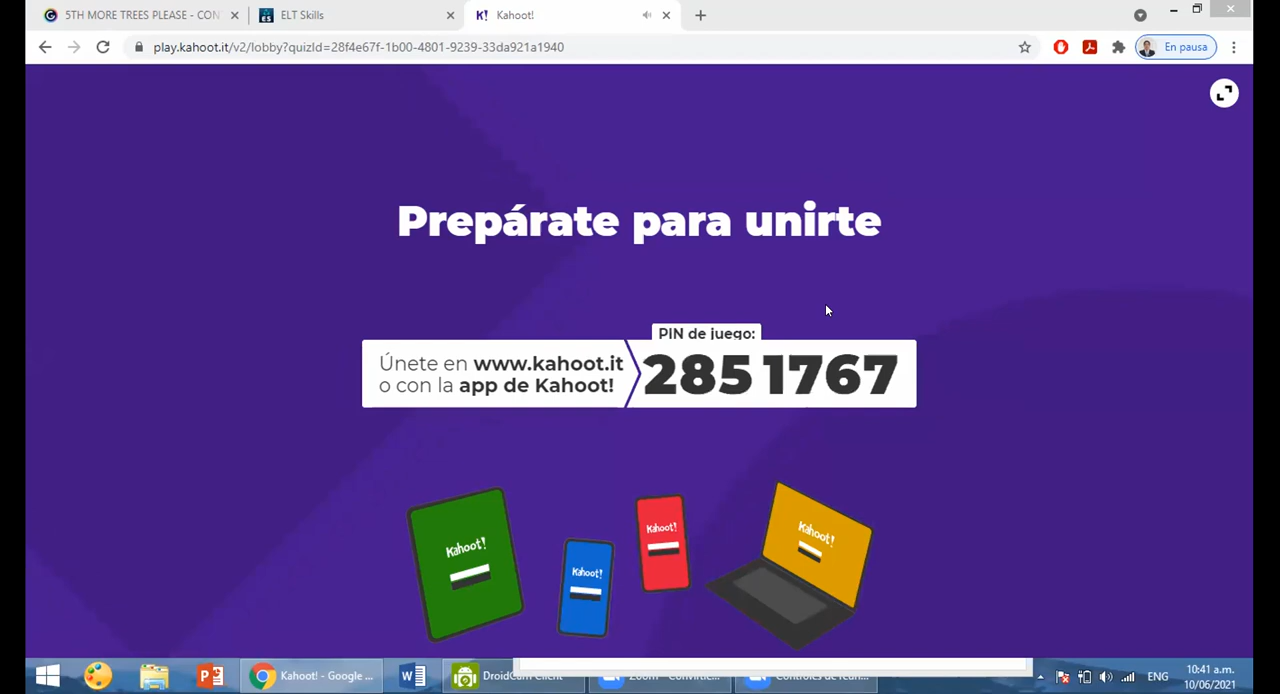 5TH MORE TREES PLEASE - CON
ELT Skills
Kahoot!
play.kahoot.it/v2/lobby?quizId=28f4e67f-1b00-4801-9239-33da921a1940
En pausa
Prepárate para unirte
PIN de juego:
Únete en www.kahoot.it
o con la app de Kahoot!
285 1767
Kahoot!
Kahoot!
Kahoot!
Kahoot!
Kahoot! - Google ...
DroidCam Client
ENG
10:41 a.m.
10/06/2021